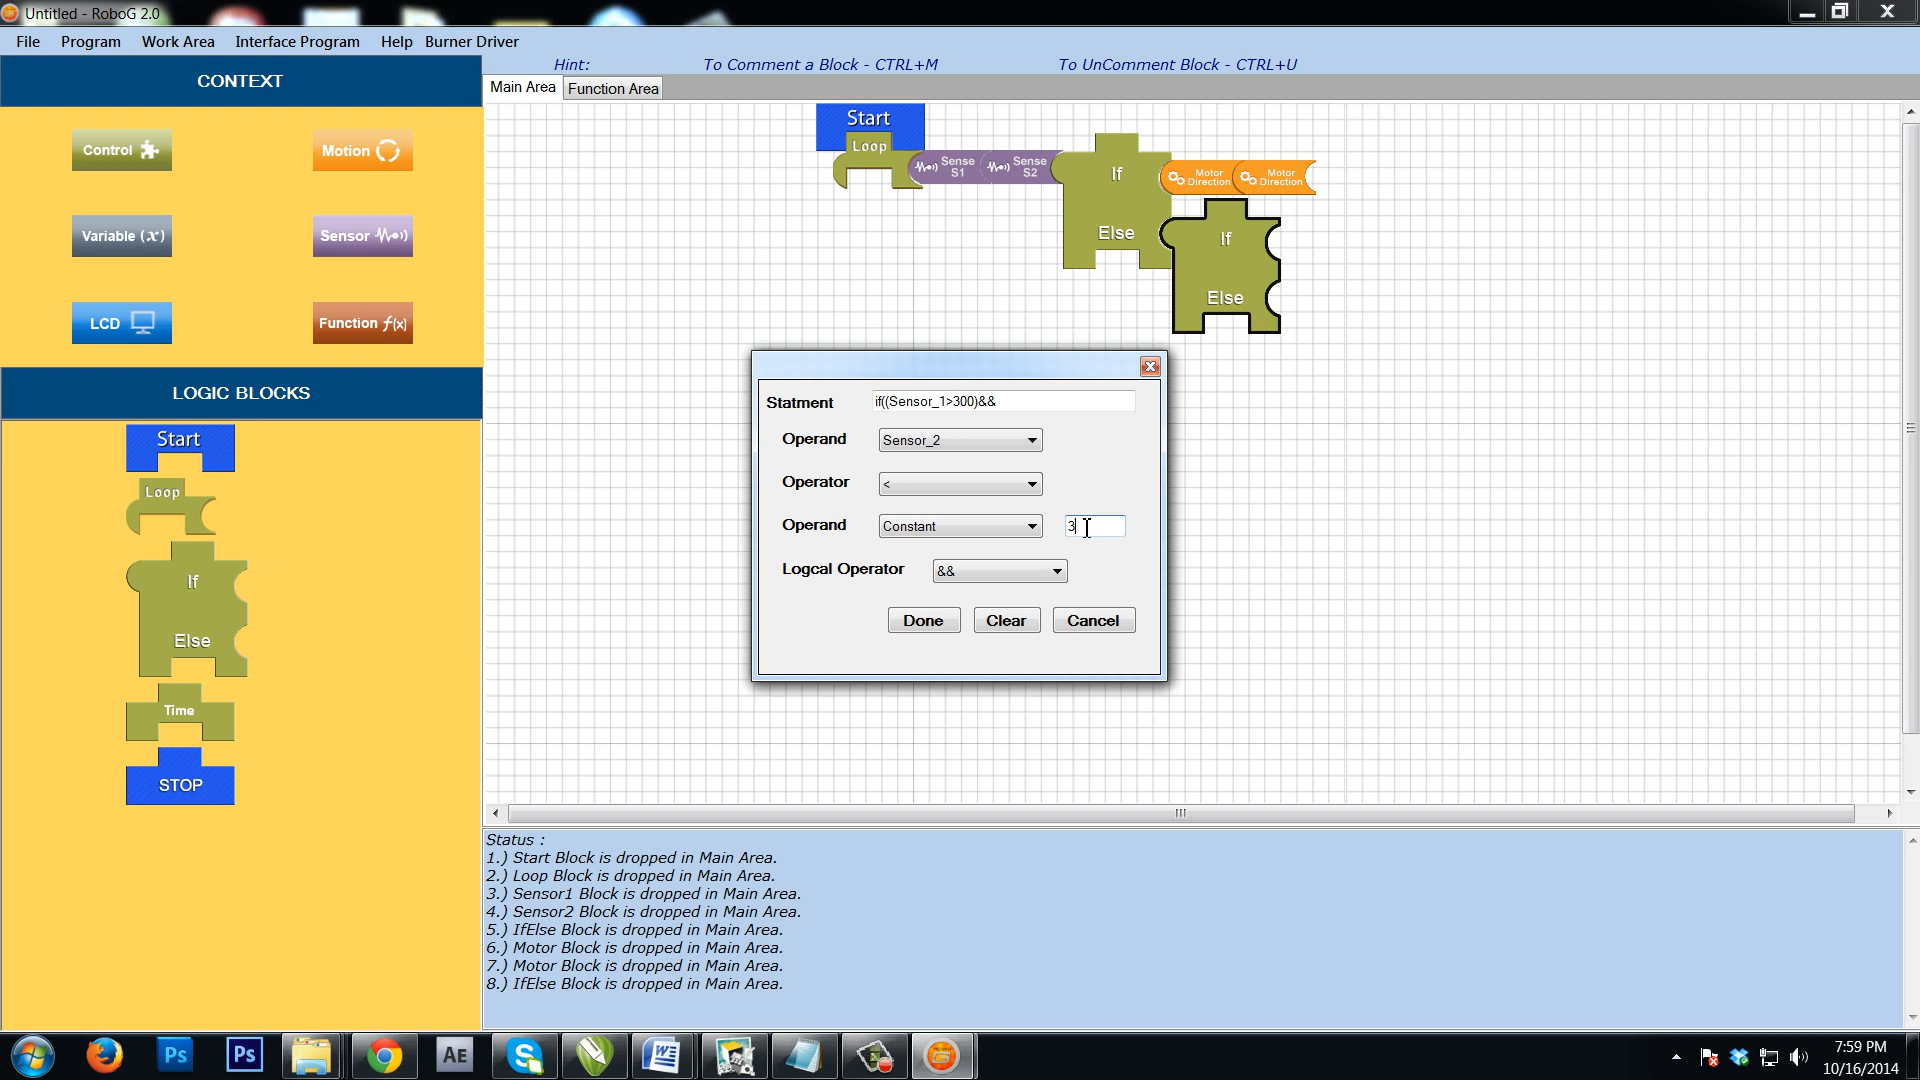 Untitled - RoboG 2.0
File Program Work Area Interface Program Help Burner Driver
Hint: To Comment a Block - CTRL+M To UnComment Block - CTRL+U
CONTEXT
Main Area Function Area
Control Motion
Variable (x) Sensor
LCD Function f(x)
LOGIC BLOCKS
Start
Loop
If
Else
Time
STOP
Start
Loop
Sense S1
Sense S2
If
Else
Motor Direction
Motor Direction
If
Else
Statment if((Sensor_1>300)&&
Operand Sensor_2
Operator <
Operand Constant 3
Logcal Operator &&
Done Clear Cancel
Status :
1.) Start Block is dropped in Main Area.
2.) Loop Block is dropped in Main Area.
3.) Sensor1 Block is dropped in Main Area.
4.) Sensor2 Block is dropped in Main Area.
5.) IfElse Block is dropped in Main Area.
6.) Motor Block is dropped in Main Area.
7.) Motor Block is dropped in Main Area.
8.) IfElse Block is dropped in Main Area.
Ps Ps AE
7:59 PM
10/16/2014